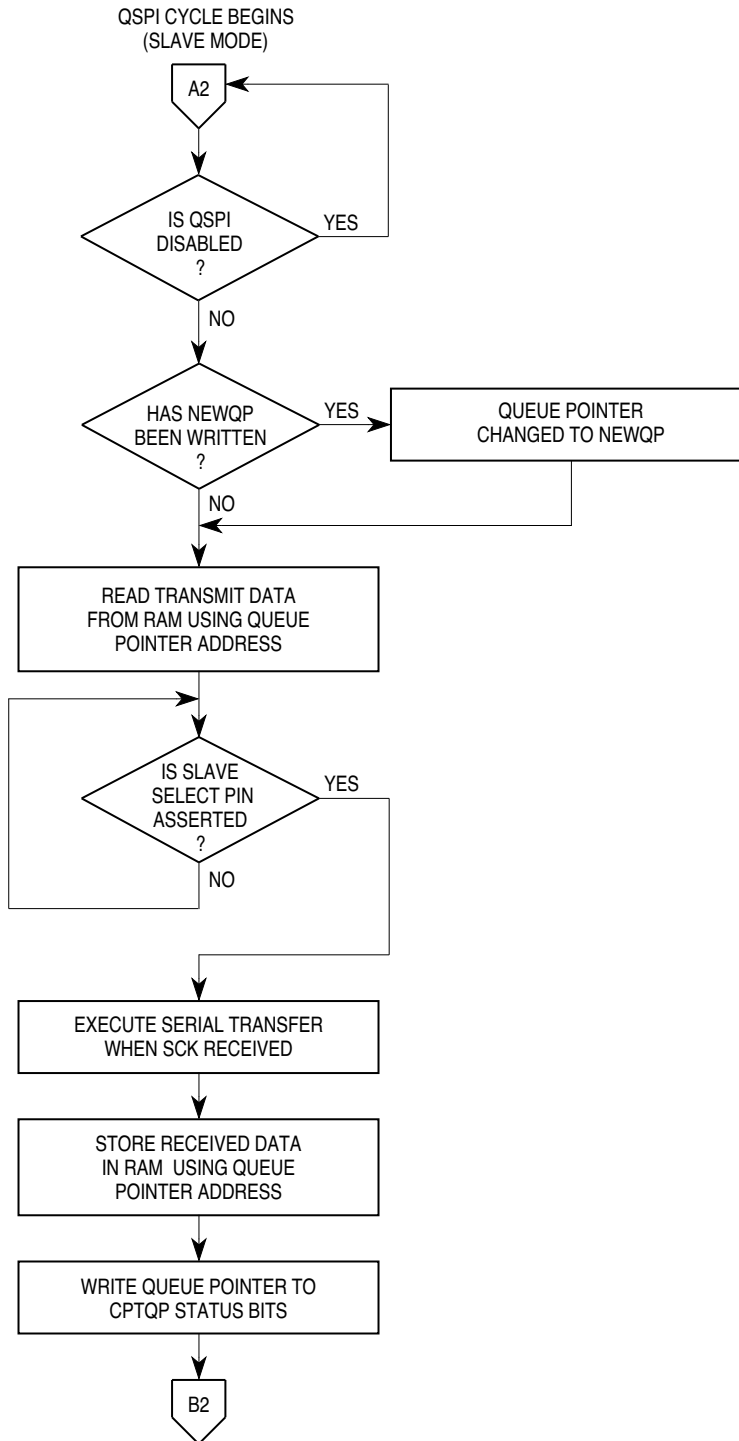 QSPI CYCLE BEGINS
(SLAVE MODE)
A2
IS QSPI
DISABLED
?
YES
NO
HAS NEWQP
BEEN WRITTEN
?
YES
QUEUE POINTER
CHANGED TO NEWQP
NO
READ TRANSMIT DATA
FROM RAM USING QUEUE
POINTER ADDRESS
IS SLAVE
SELECT PIN
ASSERTED
?
YES
NO
EXECUTE SERIAL TRANSFER
WHEN SCK RECEIVED
STORE RECEIVED DATA
IN RAM  USING QUEUE
POINTER ADDRESS
WRITE QUEUE POINTER TO
CPTQP STATUS BITS
B2